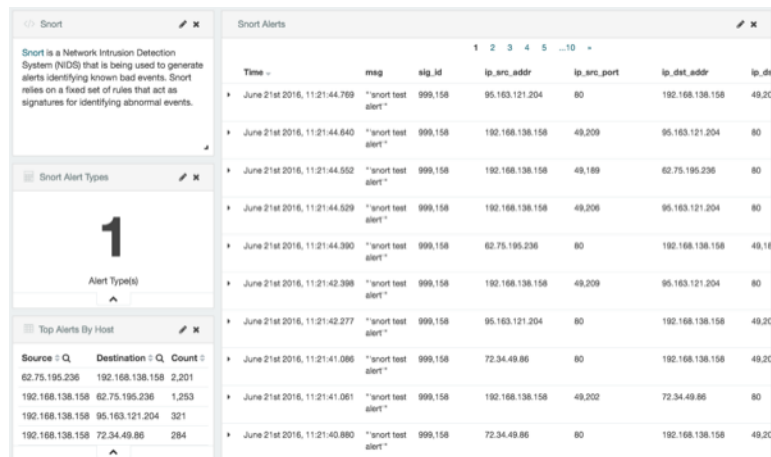 Snort
Snort is a Network Intrusion Detection
System (NIDS) that is being used to generate
alerts identifying known bad events. Snort
relies on a fixed set of rules that act as
signatures for identifying abnormal events.
Snort Alert Types
1
Alert Type(s)
Top Alerts By Host
Source Destination Count
62.75.195.236 192.168.138.158 2,201
192.168.138.158 62.75.195.236 1,253
192.168.138.158 95.163.121.204 321
192.168.138.158 72.34.49.86 284
Snort Alerts
1 2 3 4 5 ...10 »
Time msg sig_id ip_src_addr ip_src_port ip_dst_addr
June 21st 2016, 11:21:44.769 "'snort test 999,158 95.163.121.204 80 192.168.138.158
alert'"
June 21st 2016, 11:21:44.640 "'snort test 999,158 192.168.138.158 49,209 95.163.121.204 80
alert'"
June 21st 2016, 11:21:44.552 "'snort test 999,158 192.168.138.158 49,189 62.75.195.236 80
alert'"
June 21st 2016, 11:21:44.529 "'snort test 999,158 192.168.138.158 49,206 95.163.121.204 80
alert'"
June 21st 2016, 11:21:44.390 "'snort test 999,158 62.75.195.236 80 192.168.138.158
alert'"
June 21st 2016, 11:21:42.398 "'snort test 999,158 192.168.138.158 49,209 95.163.121.204 80
alert'"
June 21st 2016, 11:21:42.277 "'snort test 999,158 95.163.121.204 80 192.168.138.158
alert'"
June 21st 2016, 11:21:41.086 "'snort test 999,158 72.34.49.86 80 192.168.138.158
alert'"
June 21st 2016, 11:21:41.061 "'snort test 999,158 192.168.138.158 49,202 72.34.49.86 80
alert'"
June 21st 2016, 11:21:40.880 "'snort test 999,158 72.34.49.86 80 192.168.138.158
alert'"